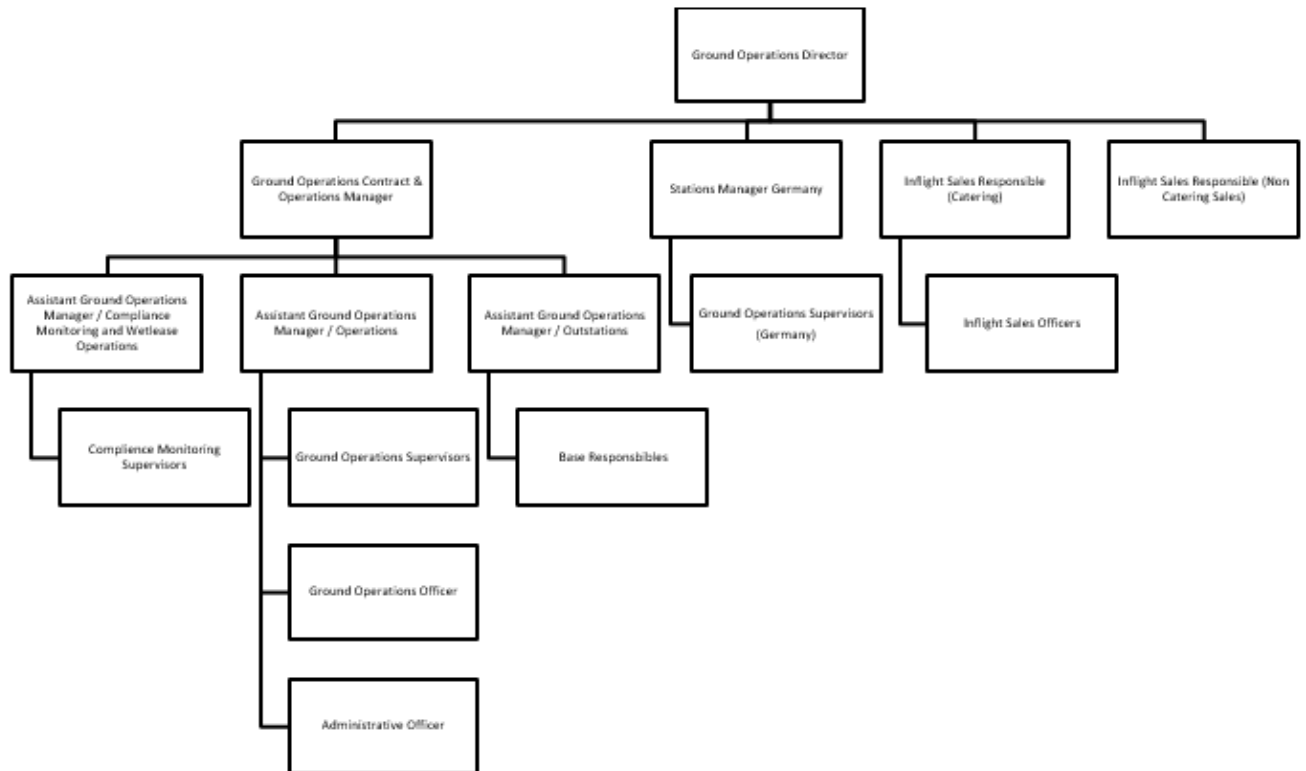 Ground Operations Director
Ground Operations Contract &
Operations Manager
Stations Manager Germany
Inflight Sales Responsible
(Catering)
Inflight Sales Responsible (Non
Catering Sales)
Assistant Ground Operations
Manager / Compliance
Monitoring and Wetlease
Operations
Assistant Ground Operations
Manager / Operations
Assistant Ground Operations
Manager / Outstations
Ground Operations Supervisors
(Germany)
Inflight Sales Officers
Complience Monitoring
Supervisors
Ground Operations Supervisors
Base Responsbibles
Ground Operations Officer
Administrative Officer